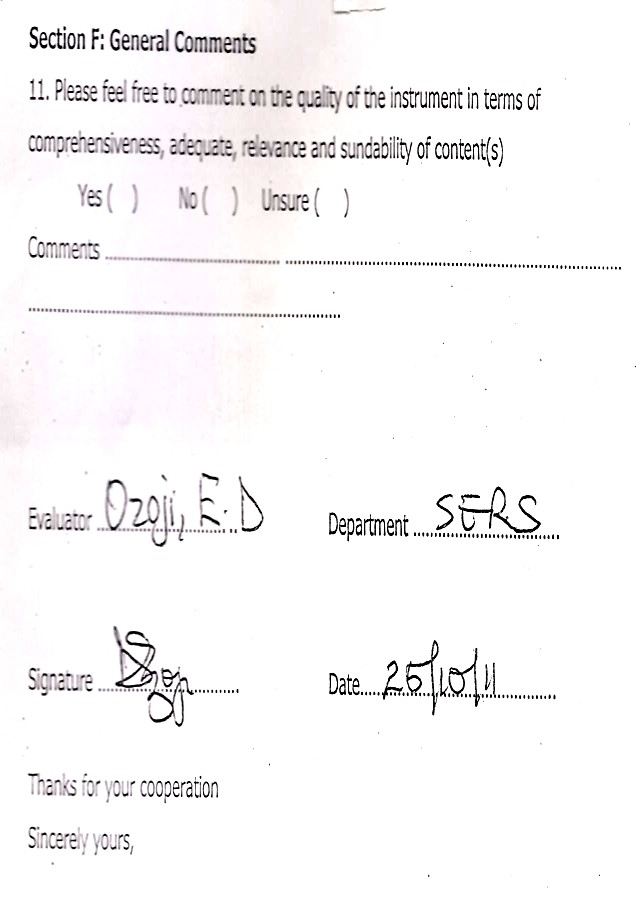 Section F: General Comments
11. Please feel free to comment on the quality of the instrument in terms of
comprehensiveness, adequate, relevance and sundability of content(s)
Yes ( ) No ( ) Unsure ( )
Comments ........................................ ................................................................................
..............................................................................
Evaluator Ozoji, E. D Department SERS
Signature ........................ Date 25/10/11
Thanks for your cooperation
Sincerely yours,